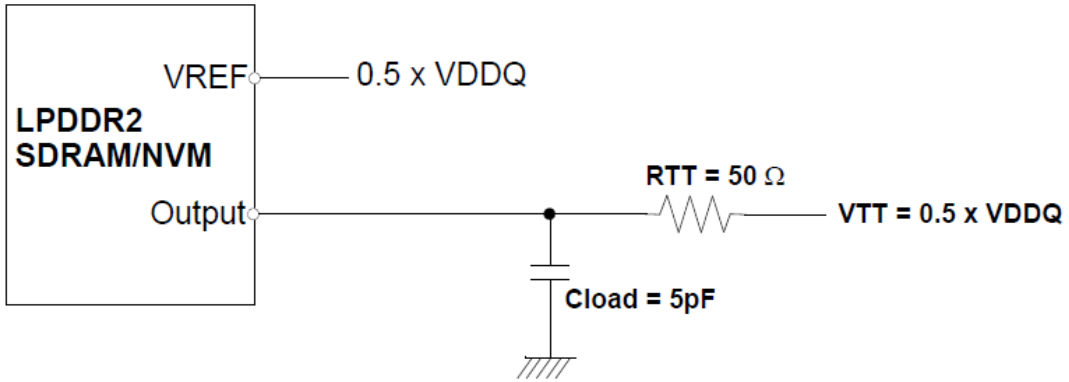 VREF
0.5 x VDDQ
LPDDR2
SDRAM/NVM
RTT = 50 Ω
Output
VTT = 0.5 x VDDQ
Cload = 5pF